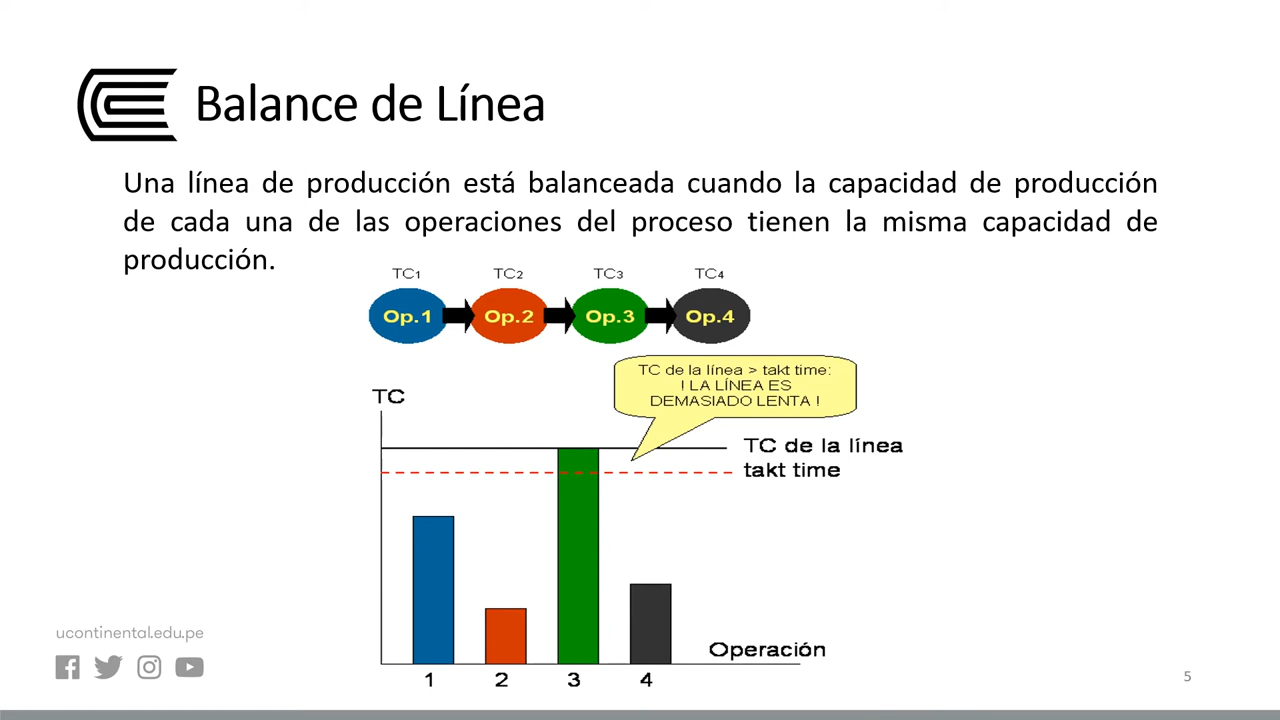 Balance de Línea
Una línea de producción está balanceada cuando la capacidad de producción
de cada una de las operaciones del proceso tienen la misma capacidad de
producción.
TC₁ TC₂ TC₃ TC₄
Op.1 Op.2 Op.3 Op.4
TC de la línea > takt time:
! LA LÍNEA ES
DEMASIADO LENTA !
TC
TC de la línea
takt time
Operación
1 2 3 4
ucontinental.edu.pe
5